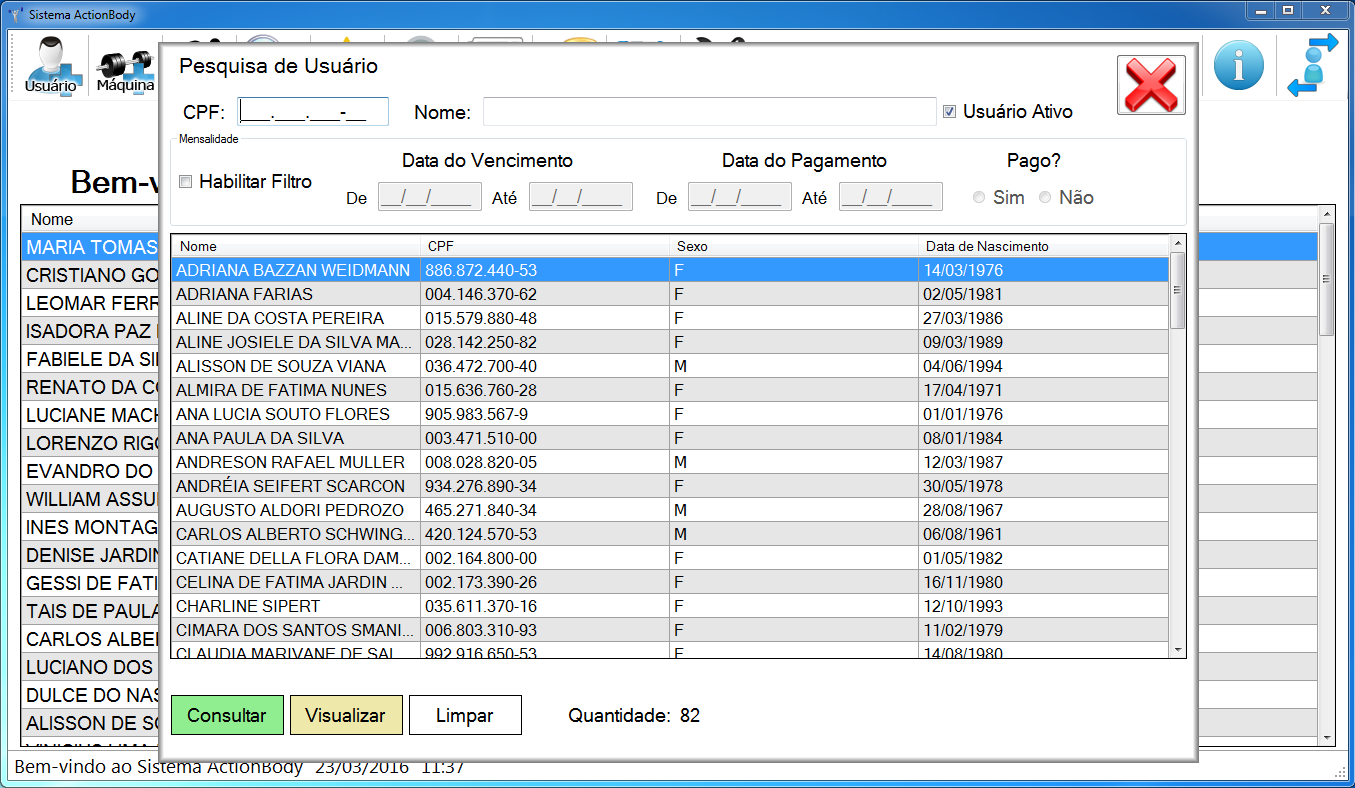 Sistema ActionBody
Usuário
Máquina
Pesquisa de Usuário
CPF: ___.___.___-__ Nome: Usuário Ativo
Mensalidade
Data do Vencimento Data do Pagamento Pago?
Habilitar Filtro
De __/__/____ Até __/__/____ De __/__/____ Até __/__/____ Sim Não
Nome CPF Sexo Data de Nascimento
ADRIANA BAZZAN WEIDMANN 886.872.440-53 F 14/03/1976
ADRIANA FARIAS 004.146.370-62 F 02/05/1981
ALINE DA COSTA PEREIRA 015.579.880-48 F 27/03/1986
ALINE JOSIELE DA SILVA MA... 028.142.250-82 F 09/03/1989
ALISSON DE SOUZA VIANA 036.472.700-40 M 04/06/1994
ALMIRA DE FATIMA NUNES 015.636.760-28 F 17/04/1971
ANA LUCIA SOUTO FLORES 905.983.567-9 F 01/01/1976
ANA PAULA DA SILVA 003.471.510-00 F 08/01/1984
ANDRESON RAFAEL MULLER 008.028.820-05 M 12/03/1987
ANDRÉIA SEIFERT SCARCON 934.276.890-34 F 30/05/1978
AUGUSTO ALDORI PEDROZO 465.271.840-34 M 28/08/1967
CARLOS ALBERTO SCHWING... 420.124.570-53 M 06/08/1961
CATIANE DELLA FLORA DAM... 002.164.800-00 F 01/05/1982
CELINA DE FATIMA JARDIN ... 002.173.390-26 F 16/11/1980
CHARLINE SIPERT 035.611.370-16 F 12/10/1993
CIMARA DOS SANTOS SMANI... 006.803.310-93 F 11/02/1979
CLAUDIA MARIVANE DE SAL 992.916.650-53 F 14/08/1980
Consultar Visualizar Limpar Quantidade: 82
Bem-v
Nome
MARIA TOMAS
CRISTIANO GO
LEOMAR FERR
ISADORA PAZ
FABIELE DA SI
RENATO DA CO
LUCIANE MACH
LORENZO RIGO
EVANDRO DO
WILLIAM ASSU
INES MONTAG
DENISE JARDIN
GESSI DE FATI
TAIS DE PAULA
CARLOS ALBE
LUCIANO DOS
DULCE DO NAS
ALISSON DE SO
Bem-vindo ao Sistema ActionBody 23/03/2016 11:37